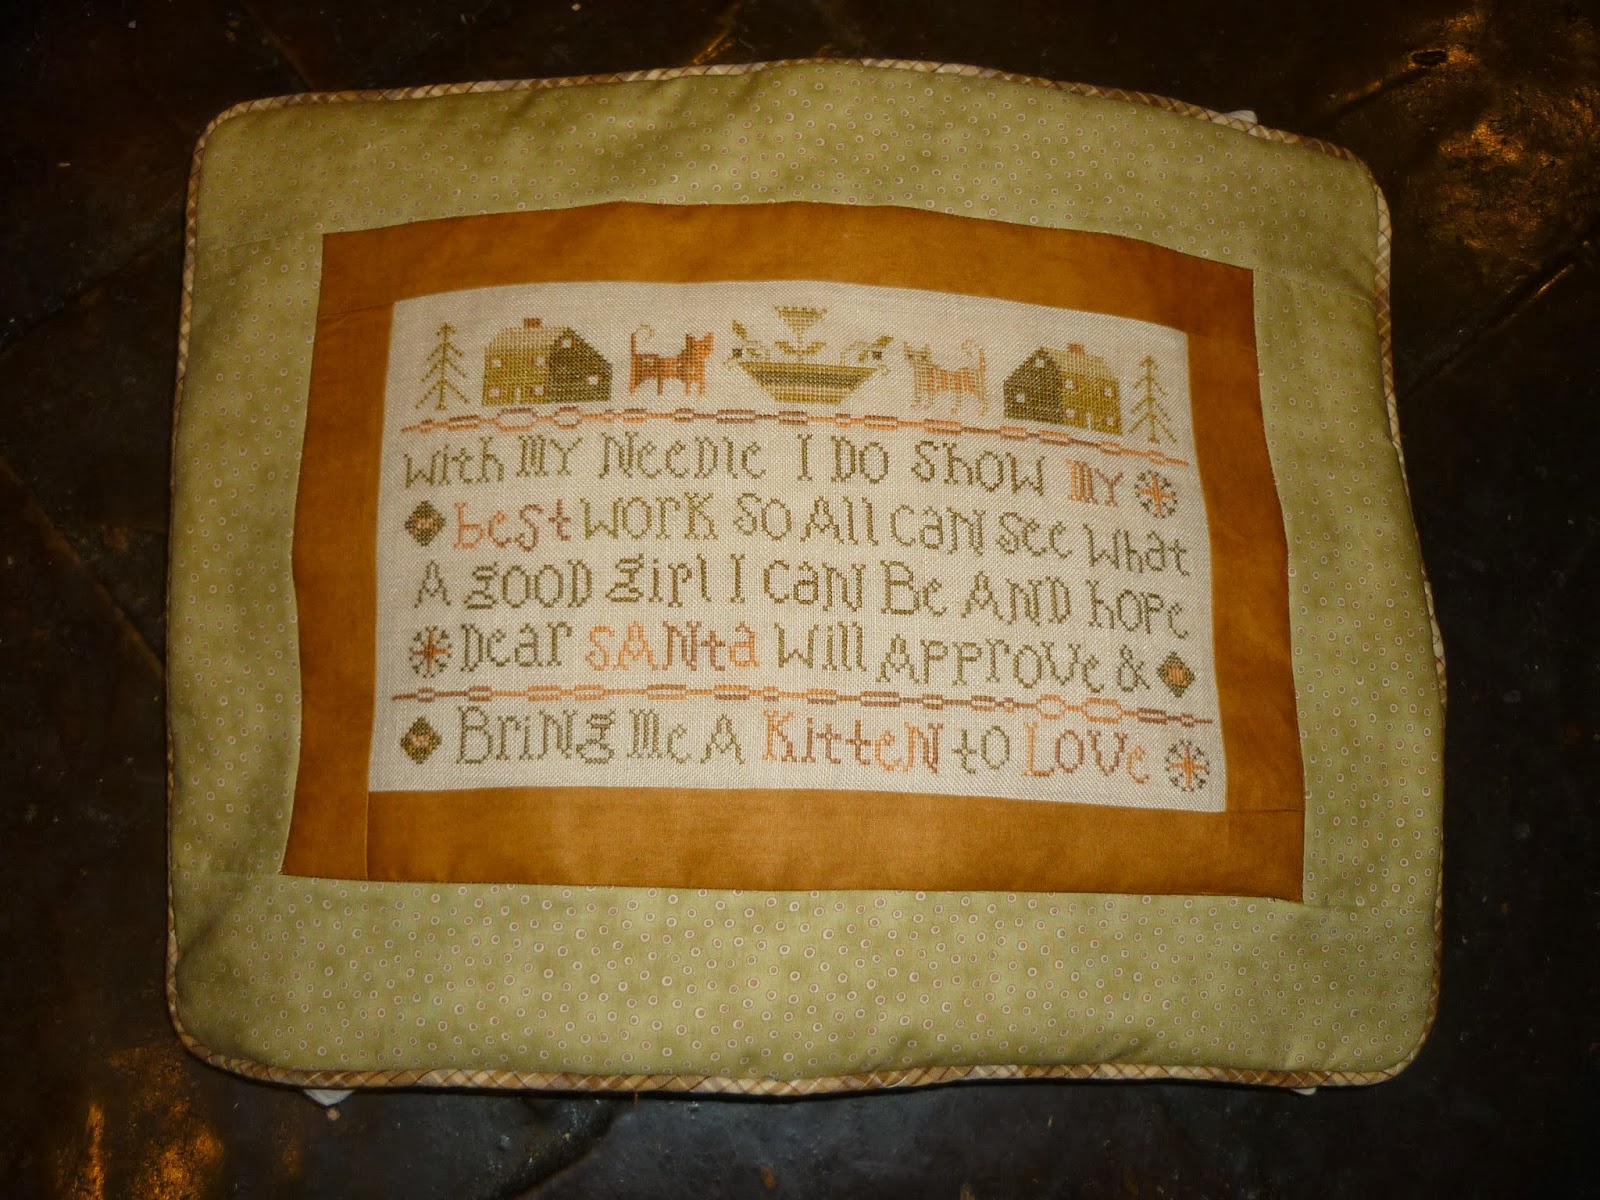 With MY Needle I DO Show MY
best work So All can see What
A good girl I can Be AND hope
Dear SANta Will Approve &
Bring Me A Kitten to Love